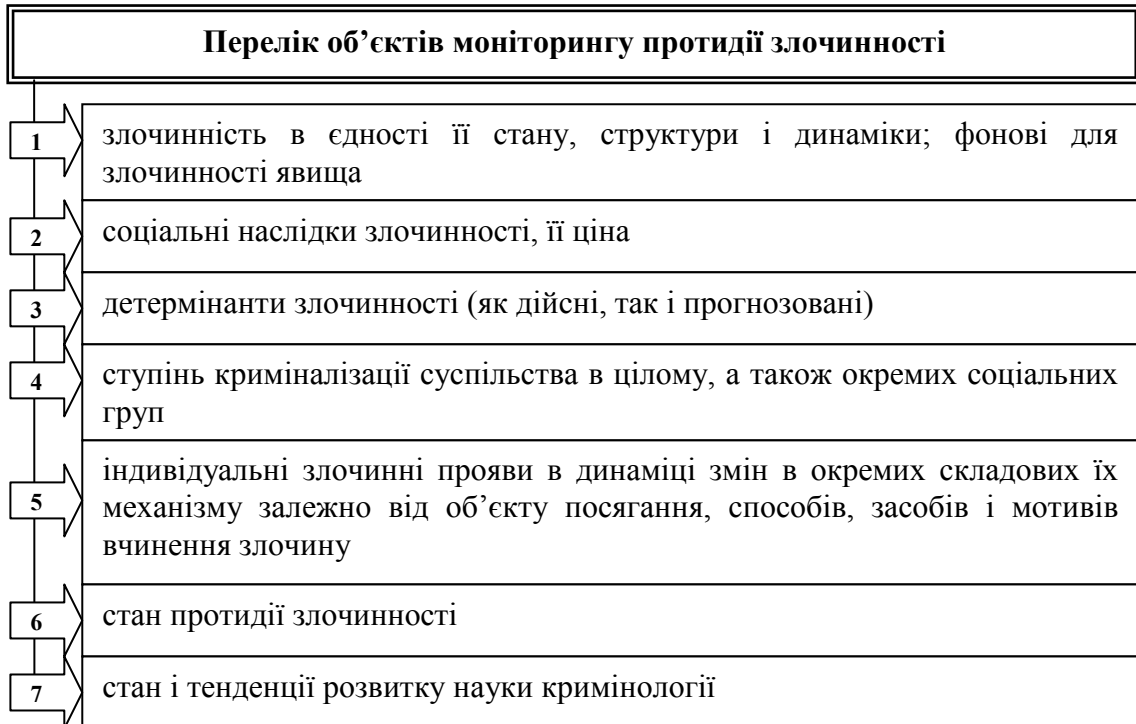 Перелік об’єктів моніторингу протидії злочинності
1 злочинність в єдності її стану, структури і динаміки; фонові для
злочинності явища
2 соціальні наслідки злочинності, її ціна
3 детермінанти злочинності (як дійсні, так і прогнозовані)
4 ступінь криміналізації суспільства в цілому, а також окремих соціальних
груп
індивідуальні злочинні прояви в динаміці змін в окремих складових їх
5 механізму залежно від об’єкту посягання, способів, засобів і мотивів
вчинення злочину
6 стан протидії злочинності
7 стан і тенденції розвитку науки кримінології